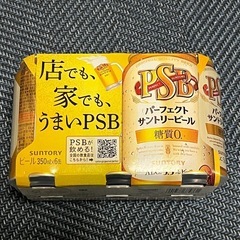 店でも、
家でも、
うまいPSB
PSBが
飲める!
SUNTORY
ビール 350ml×6缶
PSB
パーフェクト
サントリービール
糖質0